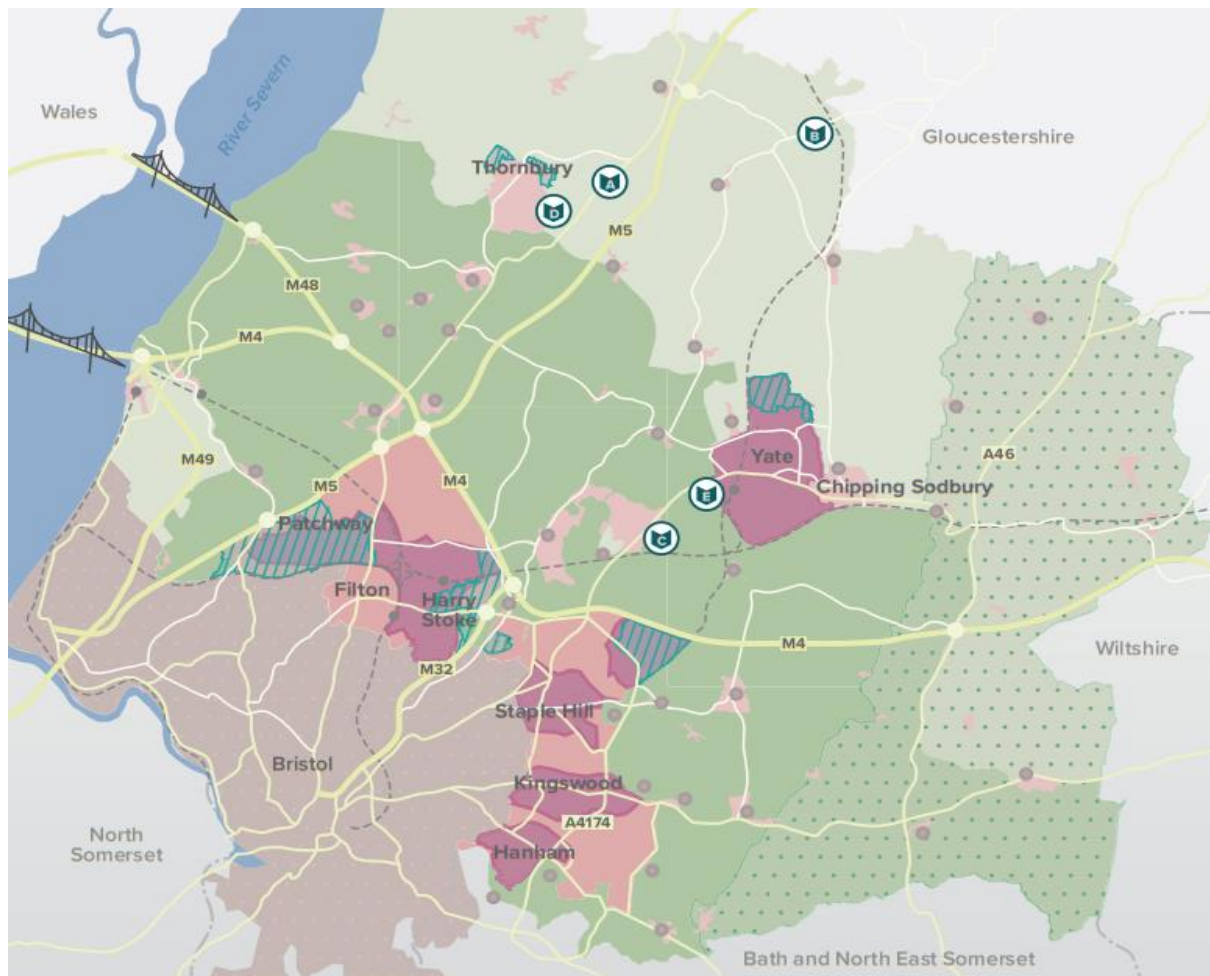 Wales
River Severn
Gloucestershire
B
Thornbury
A
D
M5
M48
M4
A46
M49
Yate
M5
M4
Chipping Sodbury
E
Patchway
C
Filton
Harry
Stoke
M4
Wiltshire
M32
Staple Hill
Bristol
Kingswood
A4174
North
Somerset
Hanham
Bath and North East Somerset